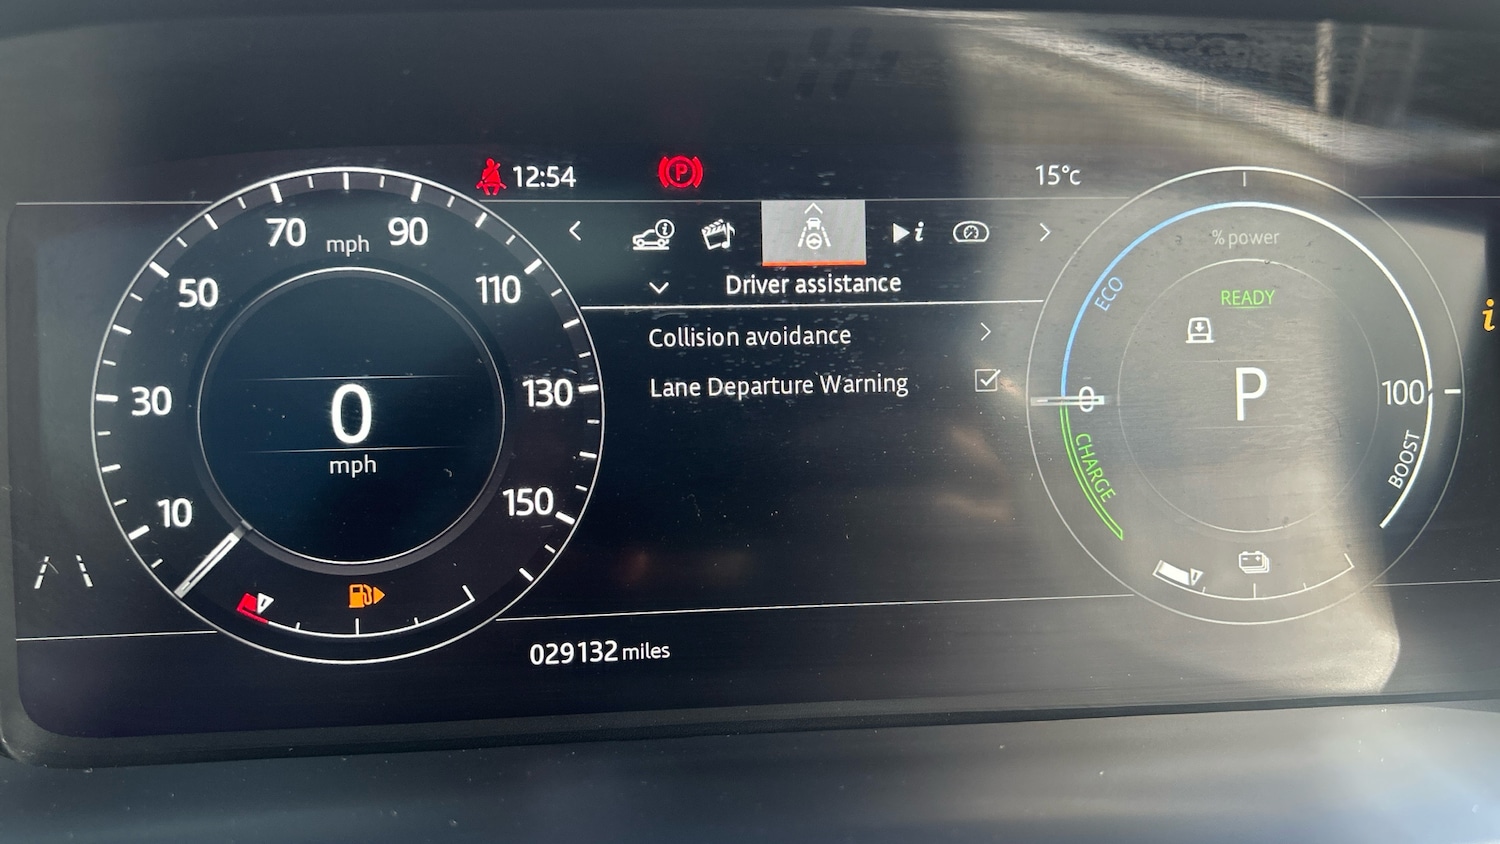 12:54
P
15°c
70 mph 90
50
110
30
130
10
150
0
mph
i
i
Driver assistance
Collision avoidance
Lane Departure Warning
029132 miles
% power
READY
ECO
P
0
100
CHARGE
BOOST
i